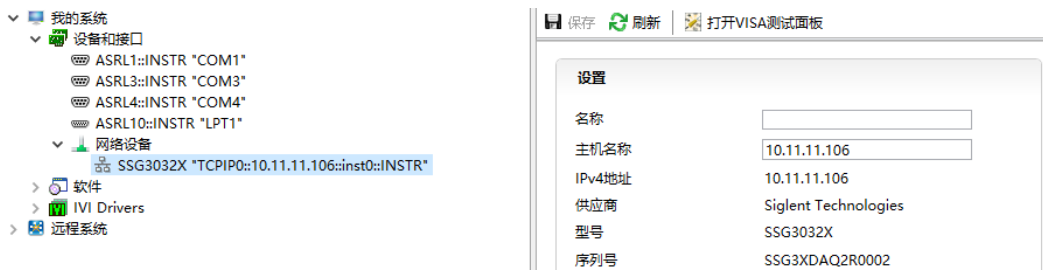 我的系统
设备和接口
ASRL1::INSTR "COM1"
ASRL3::INSTR "COM3"
ASRL4::INSTR "COM4"
ASRL10::INSTR "LPT1"
网络设备
SSG3032X "TCPIP0::10.11.11.106::inst0::INSTR"
软件
IVI Drivers
远程系统
保存 刷新 打开VISA测试面板
设置
名称
主机名称 10.11.11.106
IPv4地址 10.11.11.106
供应商 Siglent Technologies
型号 SSG3032X
序列号 SSG3XDAQ2R0002